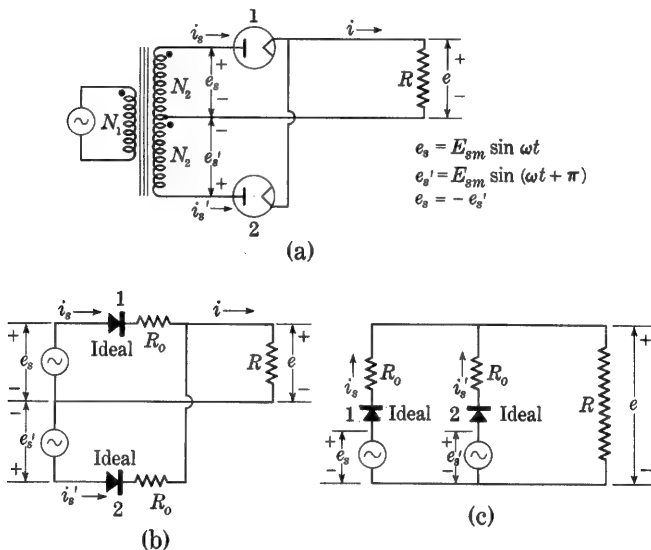 1
i_s → i →
+ + +
N_2 e_s R e
− −
N_1
N_2 e_s'
− +
i_s' →
2
e_s = E_sm sin ωt
e_s' = E_sm sin (ωt + π)
e_s = − e_s'
(a)
i_s → 1 i →
+ Ideal R_o +
e_s R e
− −
− e_s'
+ Ideal R_o
i_s' → 2
(b)
R_o R_o +
i_s i_s' R e
1 Ideal 2 Ideal
+ e_s − + e_s' − −
(c)